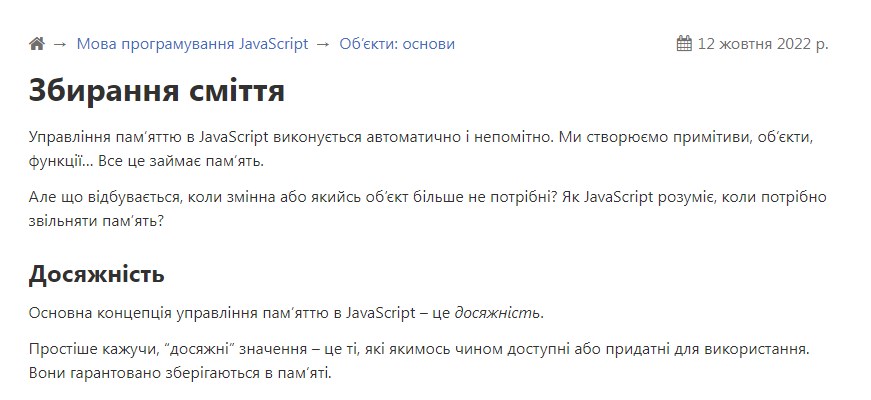 → Мова програмування JavaScript → Об’єкти: основи 12 жовтня 2022 р.
Збирання сміття
Управління пам’яттю в JavaScript виконується автоматично і непомітно. Ми створюємо примітиви, об’єкти,
функції… Все це займає пам’ять.
Але що відбувається, коли змінна або якийсь об’єкт більше не потрібні? Як JavaScript розуміє, коли потрібно
звільняти пам’ять?
Досяжність
Основна концепція управління пам’яттю в JavaScript – це досяжність.
Простіше кажучи, “досяжні” значення – це ті, які якимось чином доступні або придатні для використання.
Вони гарантовано зберігаються в пам’яті.